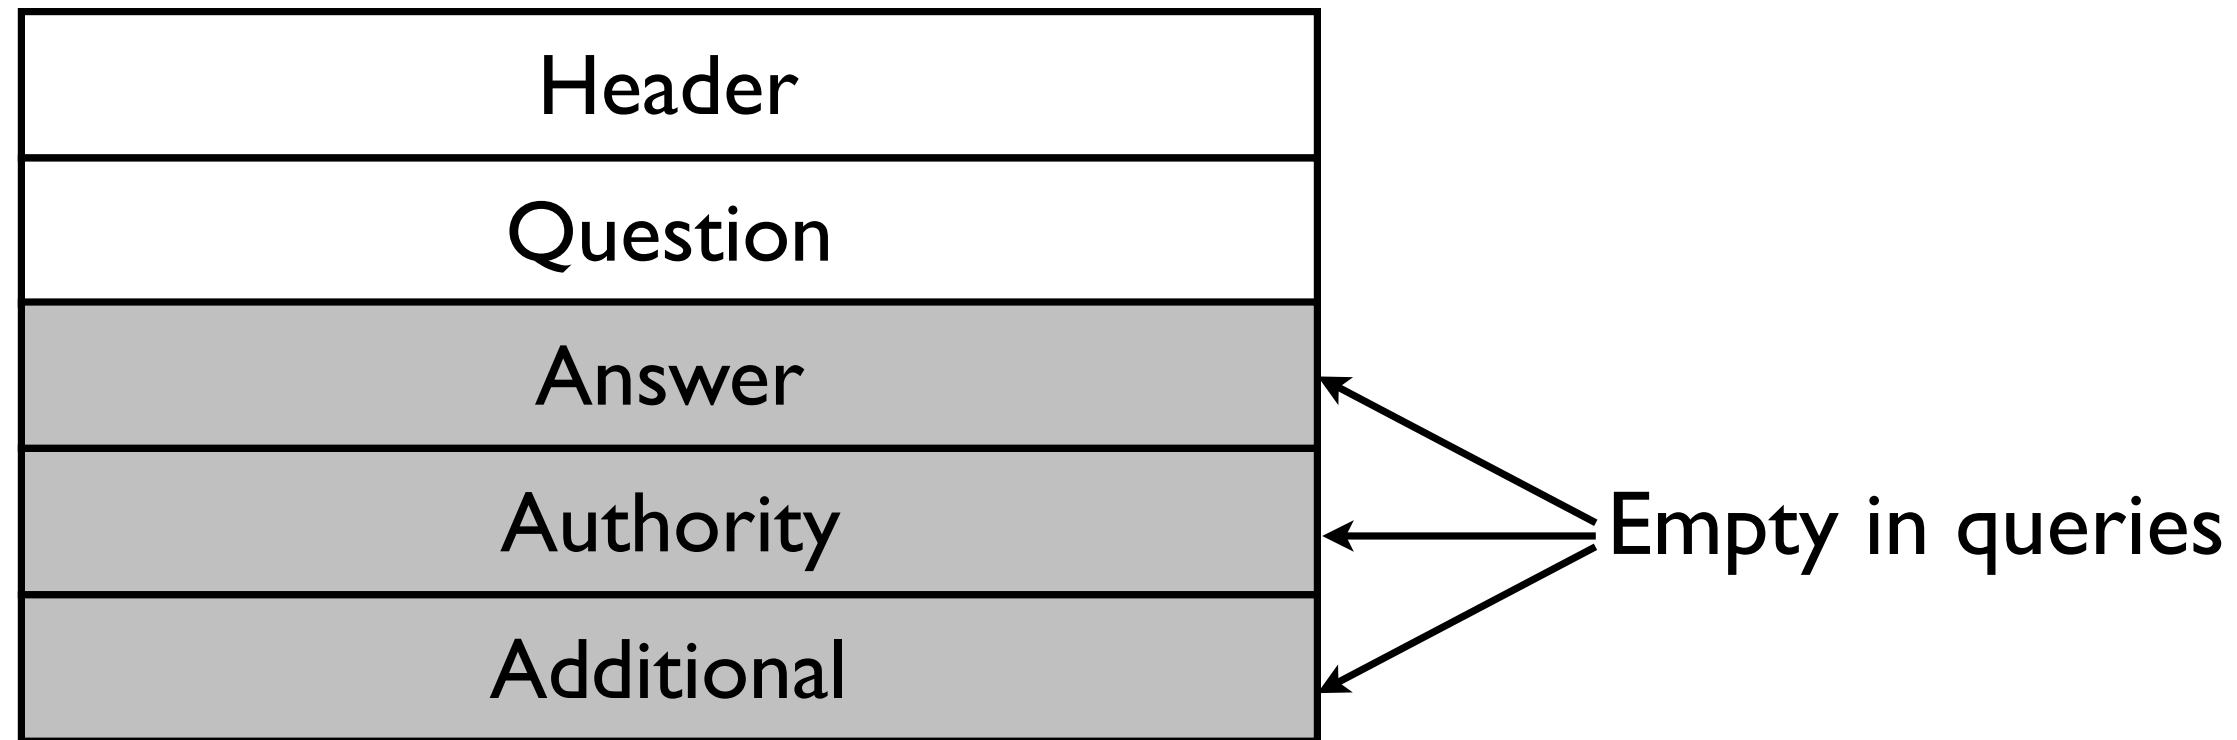 Header
Question
Answer
Authority
Additional
Empty in queries